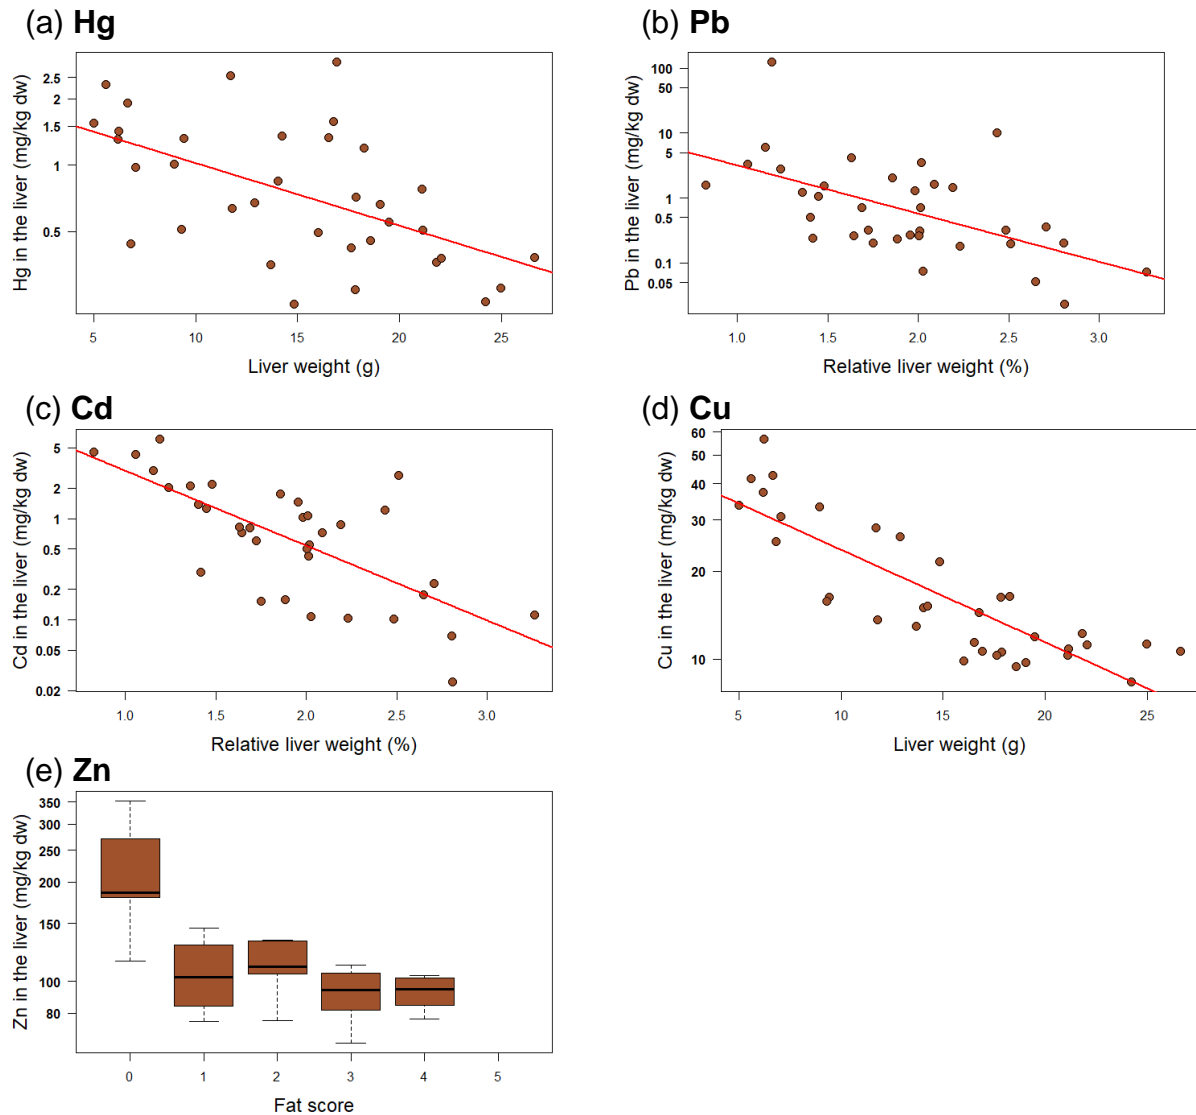 (a) Hg
Hg in the liver (mg/kg dw)
2.5
2
1.5
1
0.5
5 10 15 20 25
Liver weight (g)
(b) Pb
Pb in the liver (mg/kg dw)
100
50
10
5
1
0.5
0.1
0.05
1.0 1.5 2.0 2.5 3.0
Relative liver weight (%)
(c) Cd
Cd in the liver (mg/kg dw)
5
2
1
0.5
0.2
0.1
0.05
0.02
1.0 1.5 2.0 2.5 3.0
Relative liver weight (%)
(d) Cu
Cu in the liver (mg/kg dw)
60
50
40
30
20
10
5 10 15 20 25
Liver weight (g)
(e) Zn
Zn in the liver (mg/kg dw)
350
300
250
200
150
100
80
0 1 2 3 4 5
Fat score